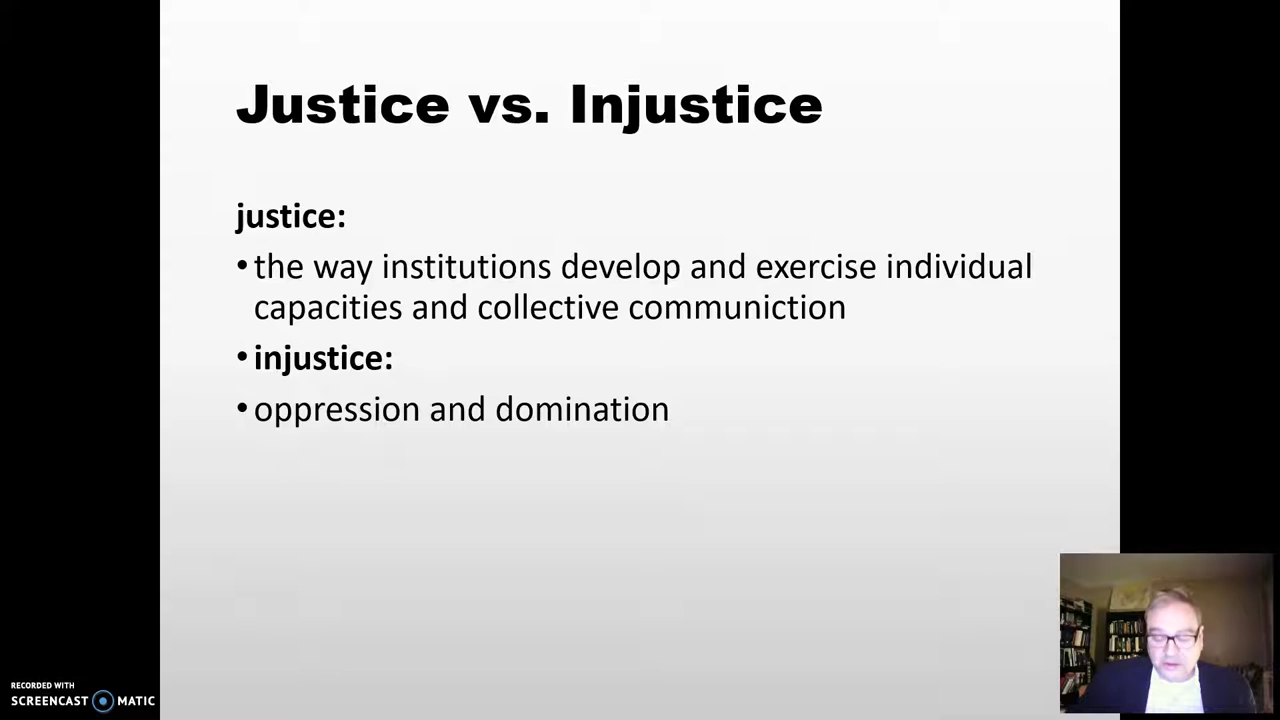 Justice vs. Injustice
justice:
•the way institutions develop and exercise individual
capacities and collective communiction
•injustice:
•oppression and domination
RECORDED WITH
SCREENCAST MATIC